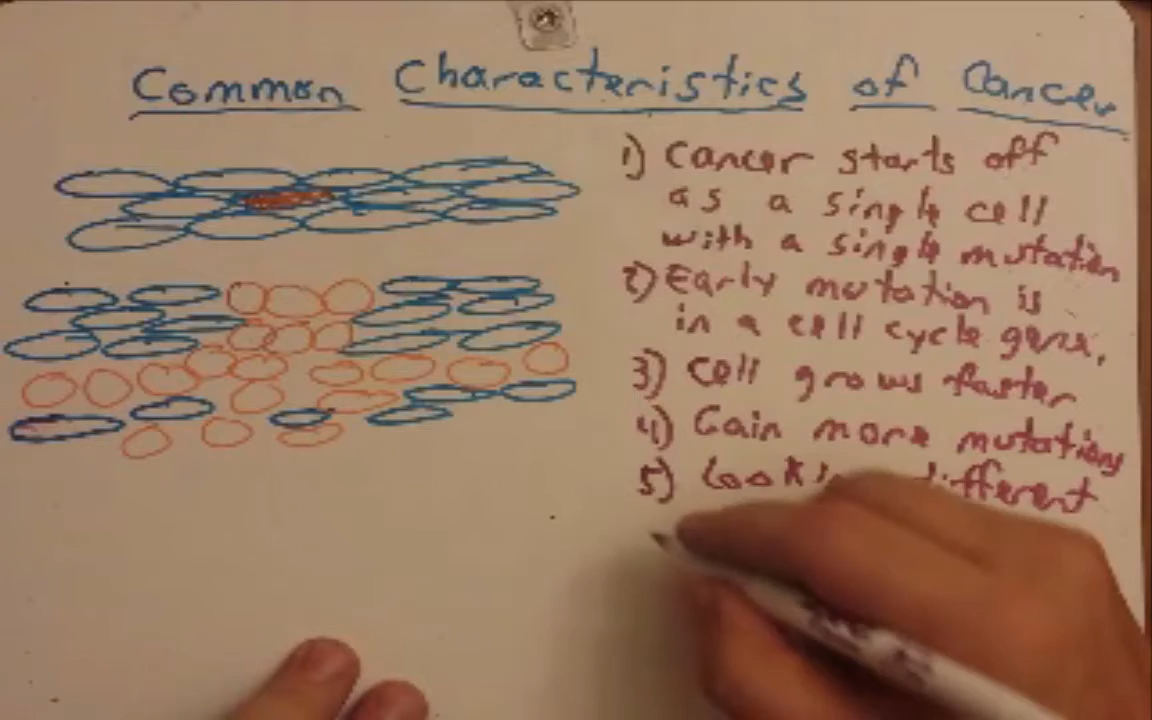 Common Characteristics of Cancer
1) Cancer starts off
as a single cell
with a single mutation
2) Early mutation is
in a cell cycle gene.
3) Cell grows faster
4) Gain more mutations
5) different